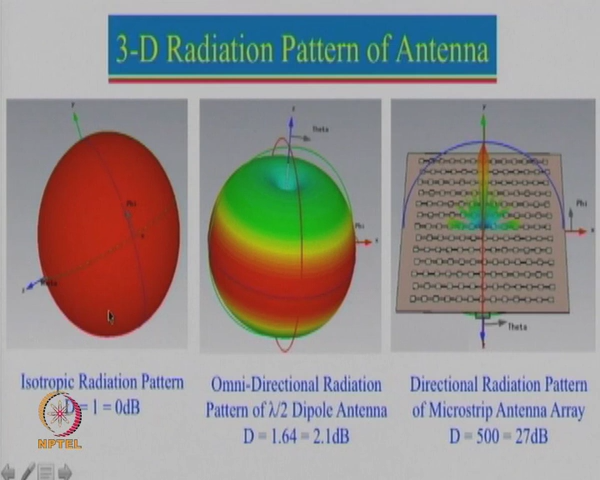 3-D Radiation Pattern of Antenna
y
x
z
Theta
Phi
x
y
Phi
x
Theta
z
Isotropic Radiation Pattern
D = 1 = 0dB
Omni-Directional Radiation
Pattern of λ/2 Dipole Antenna
D = 1.64 = 2.1dB
Directional Radiation Pattern
of Microstrip Antenna Array
D = 500 = 27dB
NPTEL